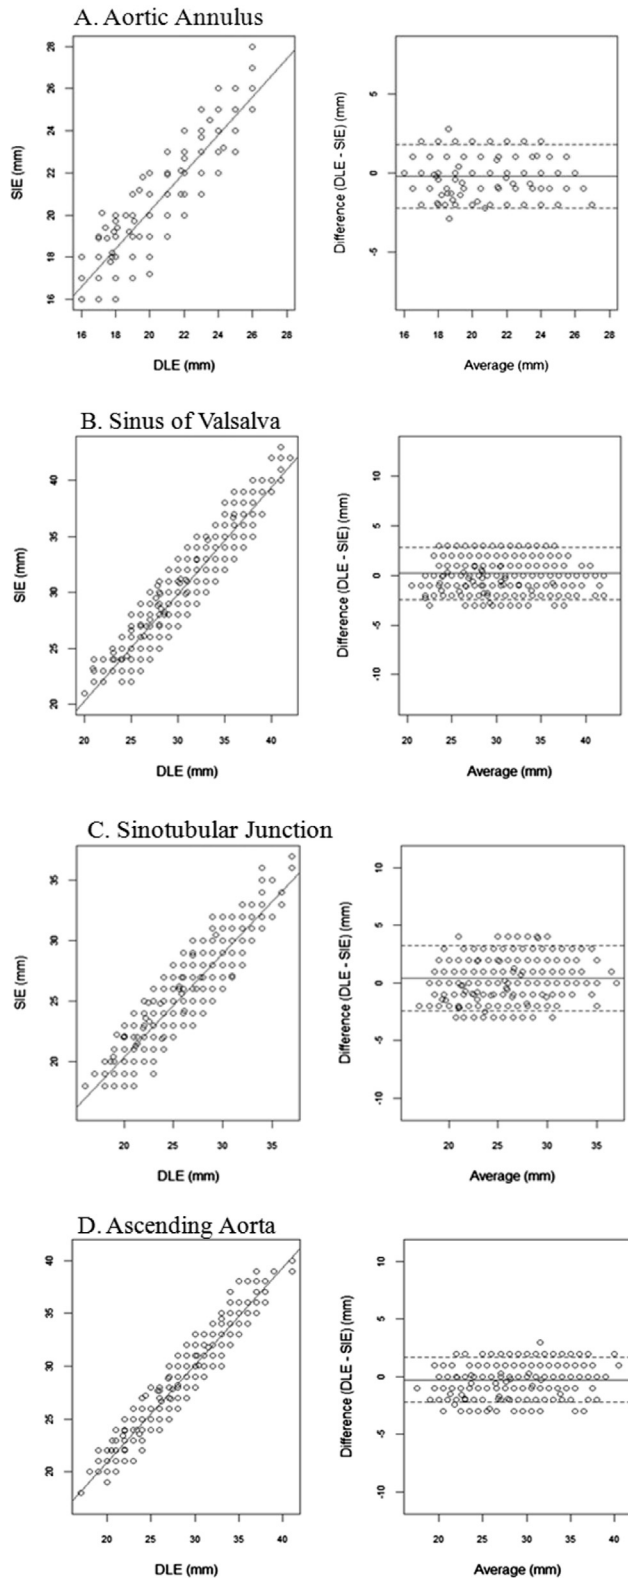 A. Aortic Annulus
SIE (mm)
28
26
24
22
20
18
16
16 18 20 22 24 26 28
DLE (mm)
Difference (DLE - SIE) (mm)
5
0
-5
16 18 20 22 24 26 28
Average (mm)
B. Sinus of Valsalva
SIE (mm)
40
35
30
25
20
20 25 30 35 40
DLE (mm)
Difference (DLE - SIE) (mm)
10
5
0
-5
-10
20 25 30 35 40
Average (mm)
C. Sinotubular Junction
SIE (mm)
35
30
25
20
20 25 30 35
DLE (mm)
Difference (DLE - SIE) (mm)
10
5
0
-5
-10
20 25 30 35
Average (mm)
D. Ascending Aorta
SIE (mm)
40
35
30
25
20
20 25 30 35 40
DLE (mm)
Difference (DLE - SIE) (mm)
10
5
0
-5
-10
20 25 30 35 40
Average (mm)